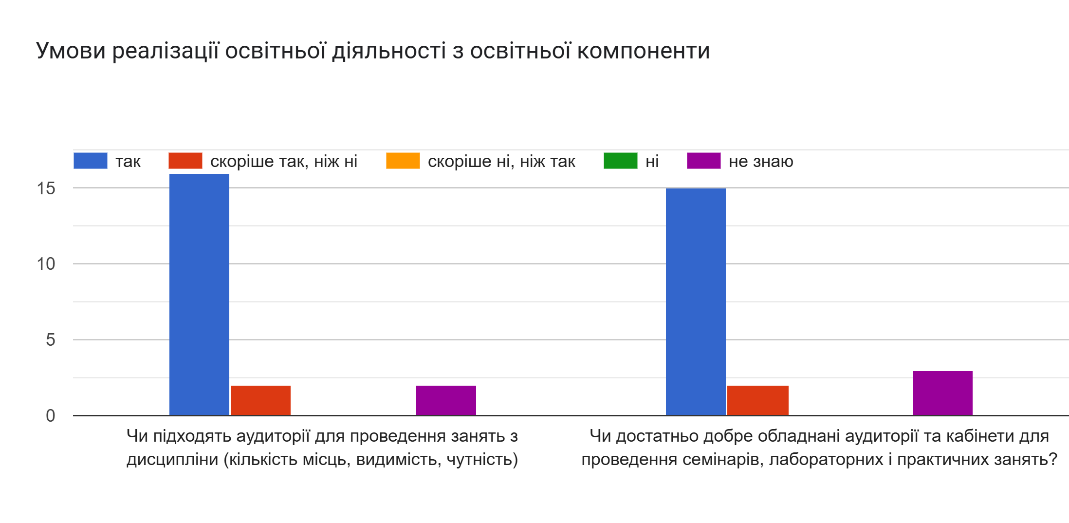 Умови реалізації освітньої діяльності з освітньої компоненти
так скоріше так, ніж ні скоріше ні, ніж так ні не знаю
15
10
5
0
Чи підходять аудиторії для проведення занять з
дисципліни (кількість місць, видимість, чутність)
Чи достатньо добре обладнані аудиторії та кабінети для
проведення семінарів, лабораторних і практичних занять?